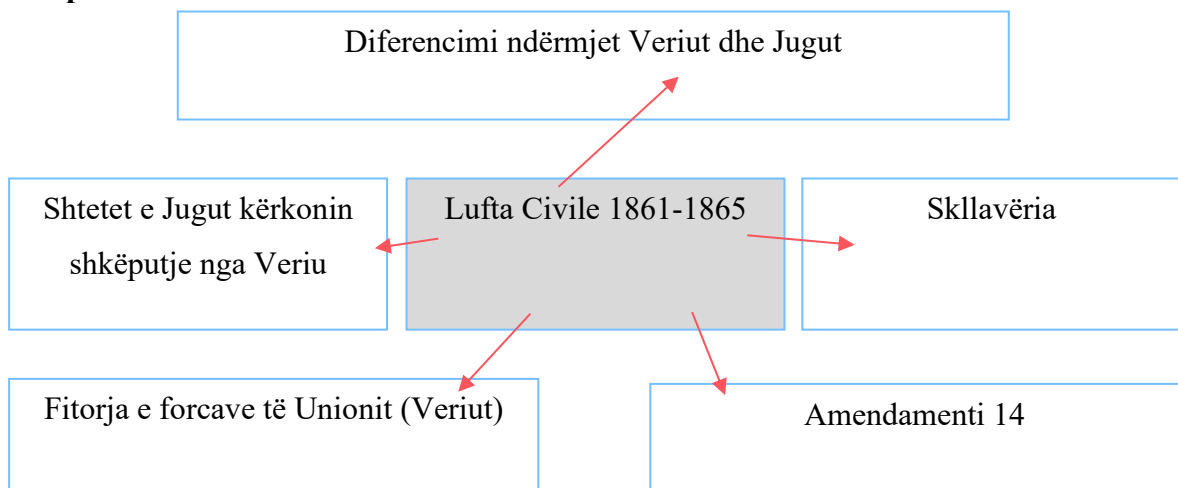 Diferencimi ndërmjet Veriut dhe Jugut
Shtetet e Jugut kërkonin
shkëputje nga Veriu
Lufta Civile 1861-1865
Skllavëria
Fitorja e forcave të Unionit (Veriut)
Amendamenti 14